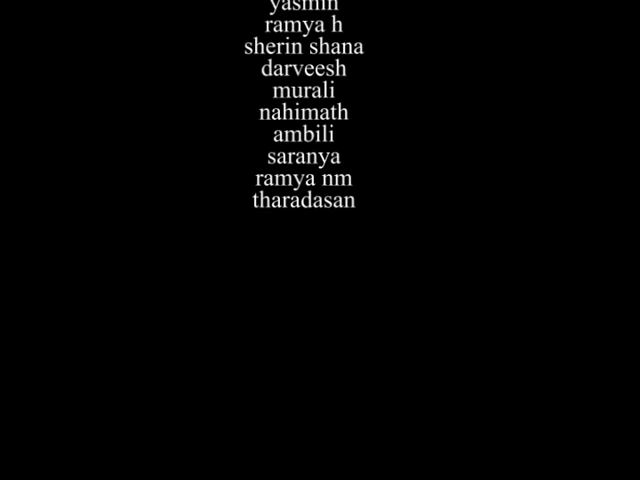 yasmin
ramya h
sherin shana
darveesh
murali
nahimath
ambili
saranya
ramya nm
tharadasan